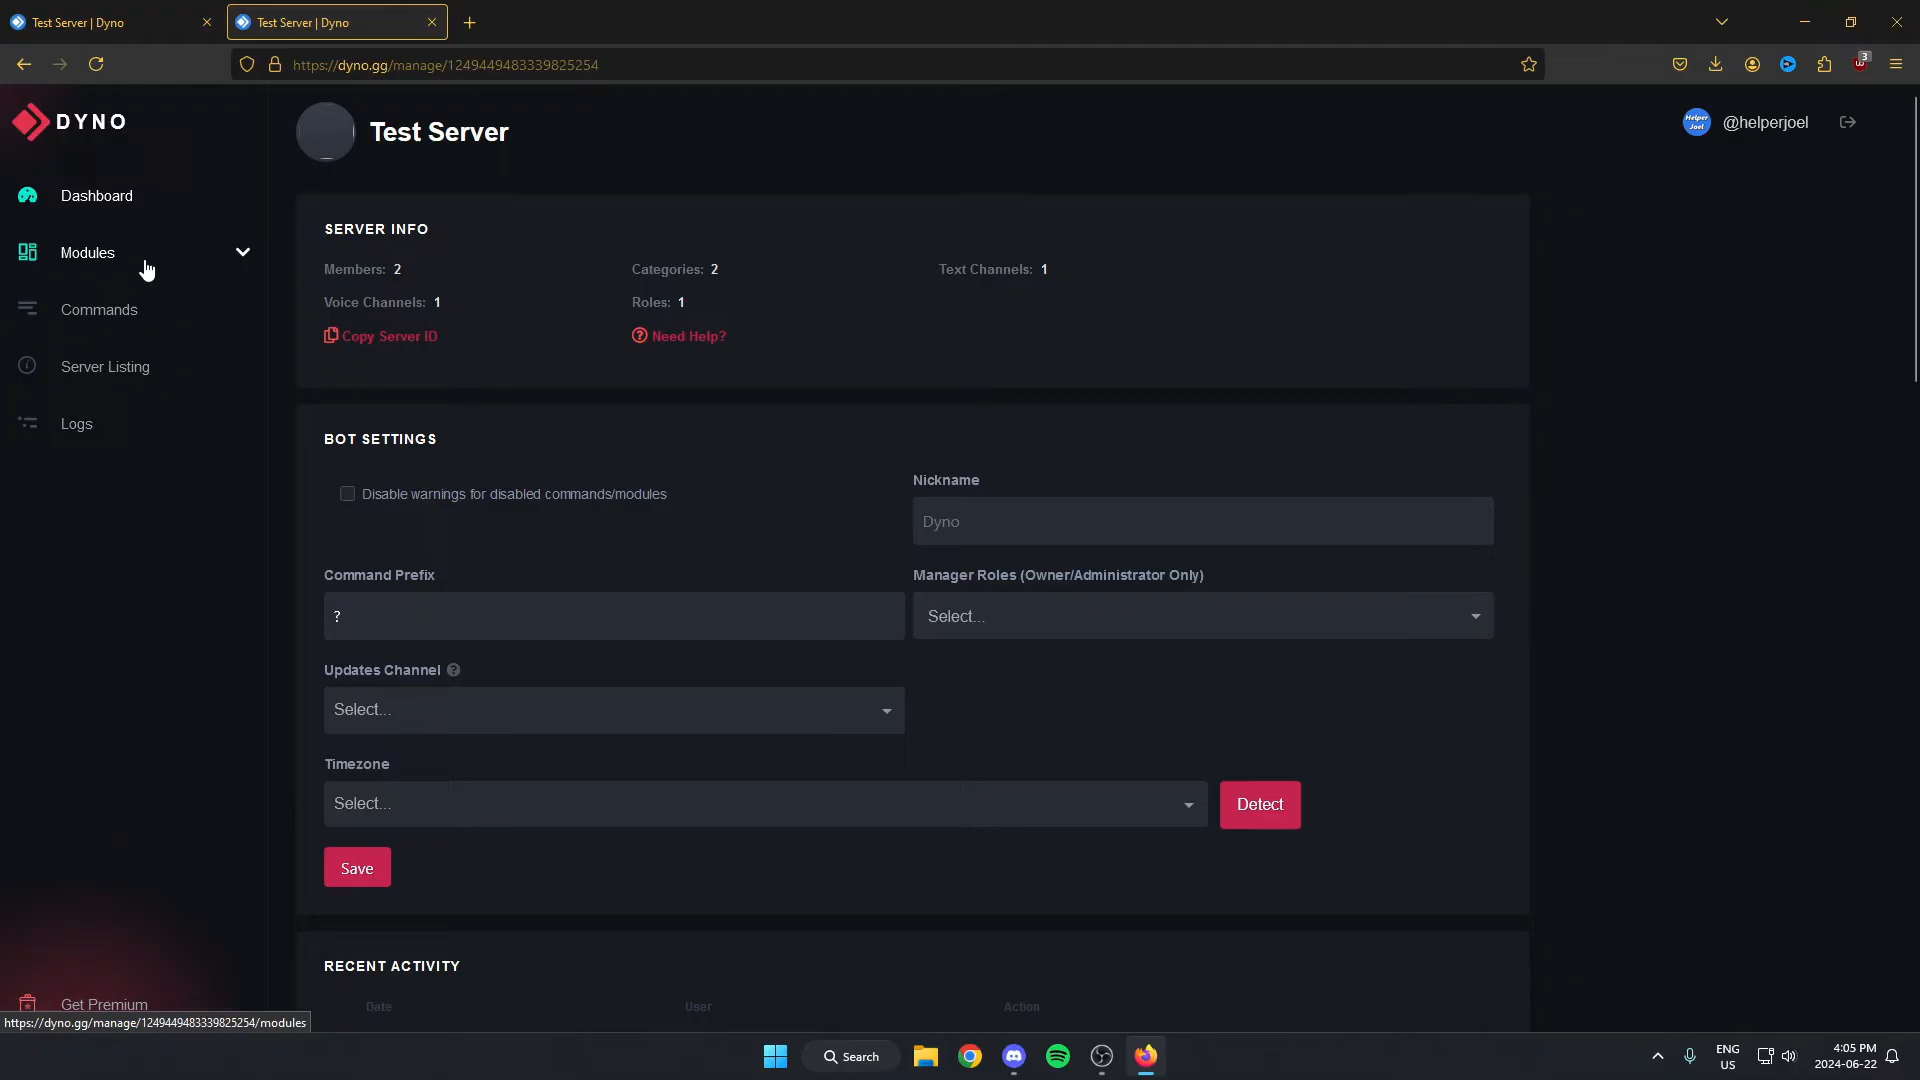 Test Server | Dyno
Test Server | Dyno
https://dyno.gg/manage/1249449483339825254
3
DYNO
Test Server
Helper Joel
@helperjoel
Dashboard
Modules
Commands
Server Listing
Logs
SERVER INFO
Members: 2
Categories: 2
Text Channels: 1
Voice Channels: 1
Roles: 1
Copy Server ID
Need Help?
BOT SETTINGS
Disable warnings for disabled commands/modules
Nickname
Dyno
Command Prefix
?
Manager Roles (Owner/Administrator Only)
Select...
Updates Channel
Select...
Timezone
Select...
Detect
Save
RECENT ACTIVITY
Date User Action
Get Premium
https://dyno.gg/manage/1249449483339825254/modules
Search
ENG
US
4:05 PM
2024-06-22